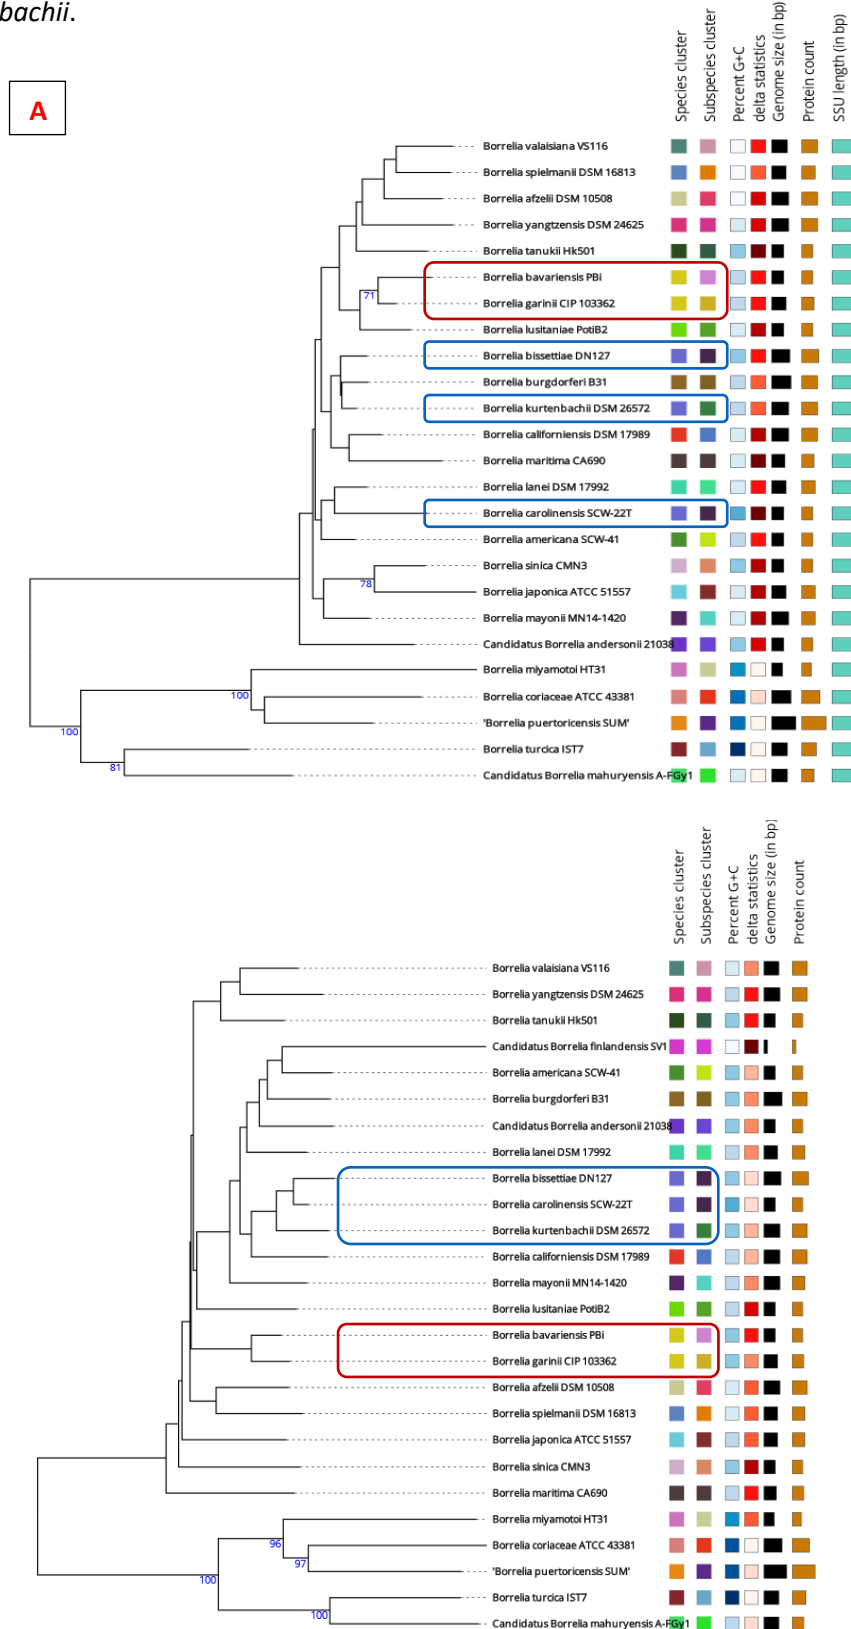 bachii.
A
Species cluster
Subspecies cluster
Percent G+C
delta statistics
Genome size (in bp)
Protein count
SSU length (in bp)
Borrelia valaisiana VS116
Borrelia spielmanii DSM 16813
Borrelia afzelii DSM 10508
Borrelia yangtzensis DSM 24625
Borrelia tanukii Hk501
Borrelia bavariensis PBi
71
Borrelia garinii CIP 103362
Borrelia lusitaniae PotiB2
Borrelia bissettiae DN127
Borrelia burgdorferi B31
Borrelia kurtenbachii DSM 26572
Borrelia californiensis DSM 17989
Borrelia maritima CA690
Borrelia lanei DSM 17992
Borrelia carolinensis SCW-22T
Borrelia americana SCW-41
Borrelia sinica CMN3
78
Borrelia japonica ATCC 51557
Borrelia mayonii MN14-1420
Candidatus Borrelia andersonii 21038
Borrelia miyamotoi HT31
100
Borrelia coriaceae ATCC 43381
'Borrelia puertoricensis SUM'
100
Borrelia turcica IST7
81
Candidatus Borrelia mahuryensis A-FGy1
Species cluster
Subspecies cluster
Percent G+C
delta statistics
Genome size (in bp)
Protein count
Borrelia valaisiana VS116
Borrelia yangtzensis DSM 24625
Borrelia tanukii Hk501
Candidatus Borrelia finlandensis SV1
Borrelia americana SCW-41
Borrelia burgdorferi B31
Candidatus Borrelia andersonii 21038
Borrelia lanei DSM 17992
Borrelia bissettiae DN127
Borrelia carolinensis SCW-22T
Borrelia kurtenbachii DSM 26572
Borrelia californiensis DSM 17989
Borrelia mayonii MN14-1420
Borrelia lusitaniae PotiB2
Borrelia bavariensis PBi
Borrelia garinii CIP 103362
Borrelia afzelii DSM 10508
Borrelia spielmanii DSM 16813
Borrelia japonica ATCC 51557
Borrelia sinica CMN3
Borrelia maritima CA690
Borrelia miyamotoi HT31
96
Borrelia coriaceae ATCC 43381
97
'Borrelia puertoricensis SUM'
100
Borrelia turcica IST7
100
Candidatus Borrelia mahuryensis A-FGy1